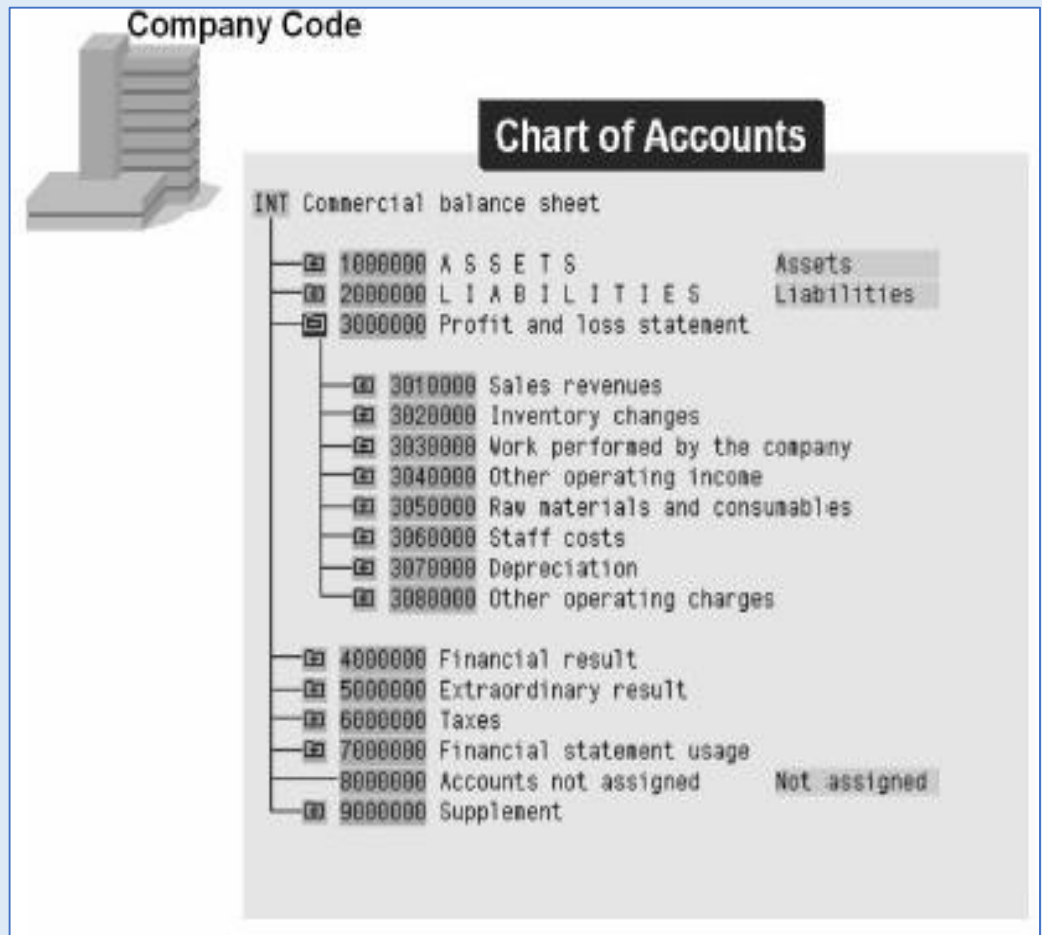 Company Code
Chart of Accounts
INT Commercial balance sheet
1000000 A S S E T S Assets
2000000 L I A B I L I T I E S Liabilities
3000000 Profit and loss statement
3010000 Sales revenues
3020000 Inventory changes
3030000 Work performed by the company
3040000 Other operating income
3050000 Raw materials and consumables
3060000 Staff costs
3070000 Depreciation
3080000 Other operating charges
4000000 Financial result
5000000 Extraordinary result
6000000 Taxes
7000000 Financial statement usage
8000000 Accounts not assigned Not assigned
9000000 Supplement